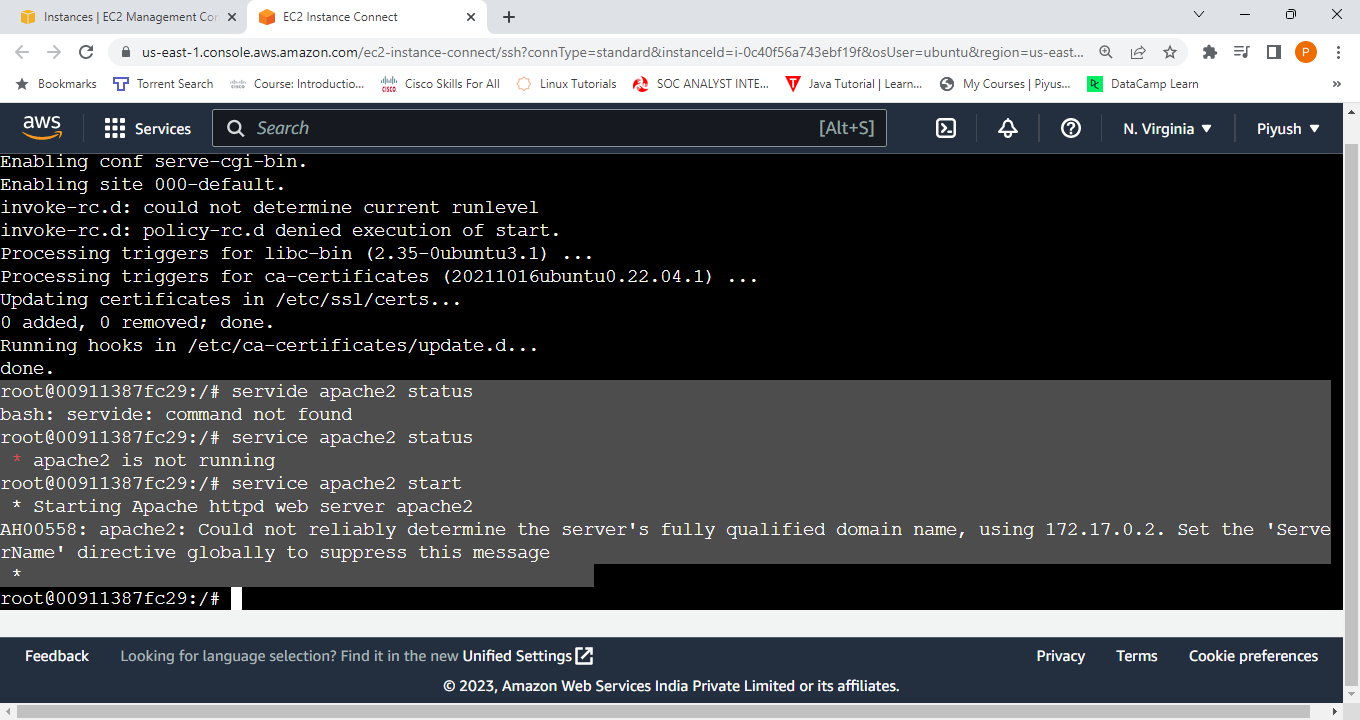 Instances | EC2 Management Con
EC2 Instance Connect
us-east-1.console.aws.amazon.com/ec2-instance-connect/ssh?connType=standard&instanceId=i-0c40f56a743ebf19f&osUser=ubuntu&region=us-east...
P
Bookmarks
Torrent Search
Course: Introductio...
CISCO
Cisco Skills For All
Linux Tutorials
SOC ANALYST INTE...
Java Tutorial | Learn...
My Courses | Piyus...
DataCamp Learn
»
aws
Services
Search
[Alt+S]
N. Virginia
Piyush
Enabling conf serve-cgi-bin.
Enabling site 000-default.
invoke-rc.d: could not determine current runlevel
invoke-rc.d: policy-rc.d denied execution of start.
Processing triggers for libc-bin (2.35-0ubuntu3.1) ...
Processing triggers for ca-certificates (20211016ubuntu0.22.04.1) ...
Updating certificates in /etc/ssl/certs...
0 added, 0 removed; done.
Running hooks in /etc/ca-certificates/update.d...
done.
root@00911387fc29:/# servide apache2 status
bash: servide: command not found
root@00911387fc29:/# service apache2 status
* apache2 is not running
root@00911387fc29:/# service apache2 start
* Starting Apache httpd web server apache2
AH00558: apache2: Could not reliably determine the server's fully qualified domain name, using 172.17.0.2. Set the 'Serve
rName' directive globally to suppress this message
*
root@00911387fc29:/#
Feedback
Looking for language selection? Find it in the new Unified Settings
Privacy
Terms
Cookie preferences
© 2023, Amazon Web Services India Private Limited or its affiliates.